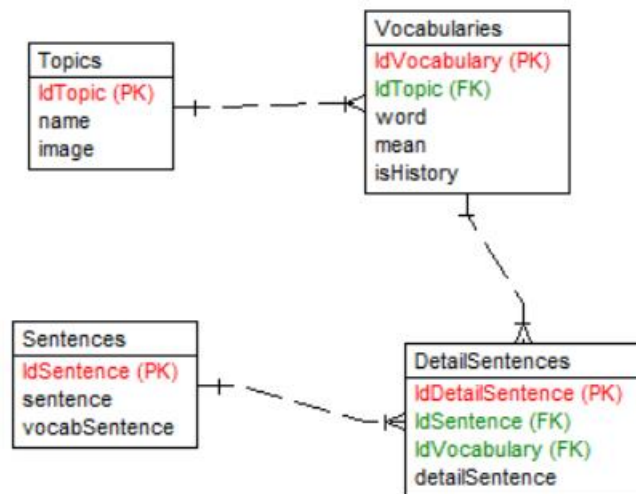 Topics
IdTopic (PK)
name
image
Vocabularies
IdVocabulary (PK)
IdTopic (FK)
word
mean
isHistory
Sentences
IdSentence (PK)
sentence
vocabSentence
DetailSentences
IdDetailSentence (PK)
IdSentence (FK)
IdVocabulary (FK)
detailSentence